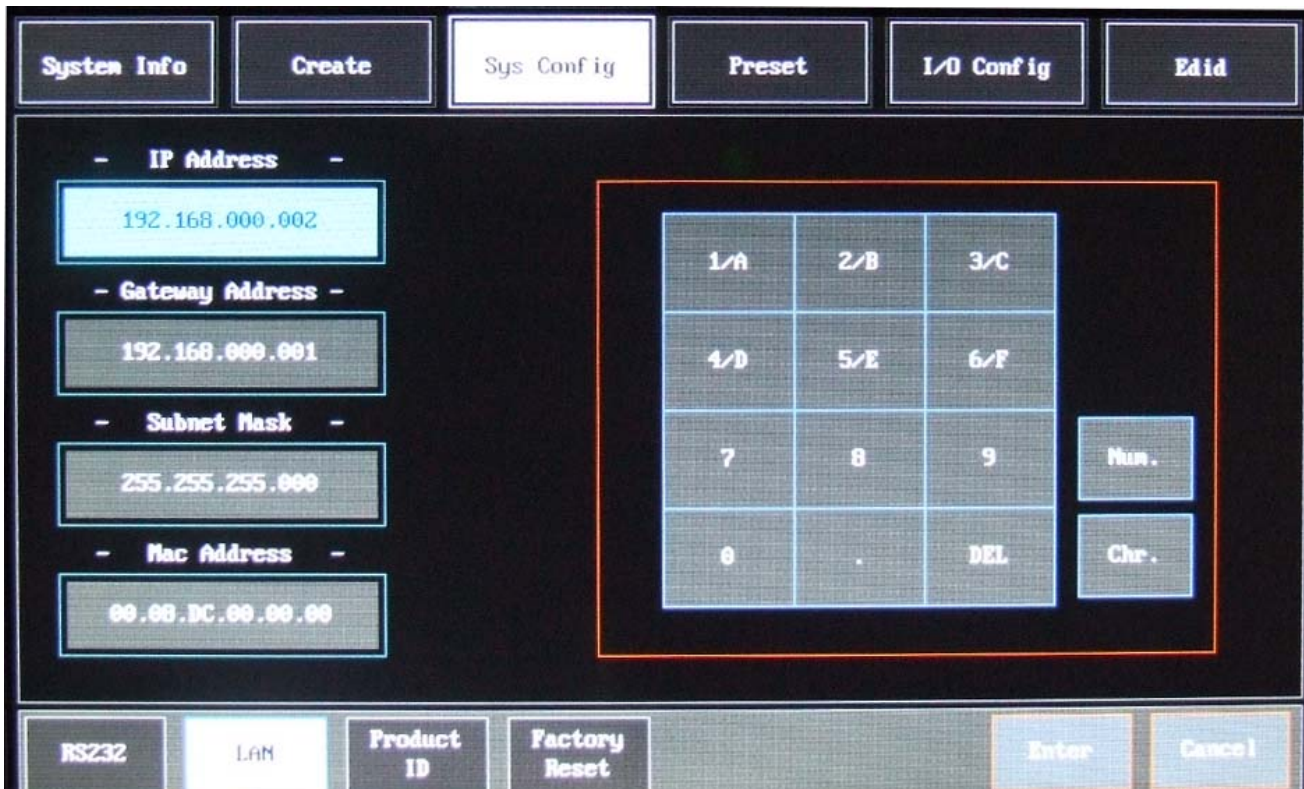 System Info
Create
Sys Config
Preset
I/O Config
Edid
- IP Address -
192.168.000.002
- Gateway Address -
192.168.000.001
- Subnet Mask -
255.255.255.000
- Mac Address -
00.08.DC.00.00.00
1/A
2/B
3/C
4/D
5/E
6/F
7
8
9
Num.
0
.
DEL
Chr.
RS232
LAN
Product
ID
Factory
Reset
Enter
Cancel